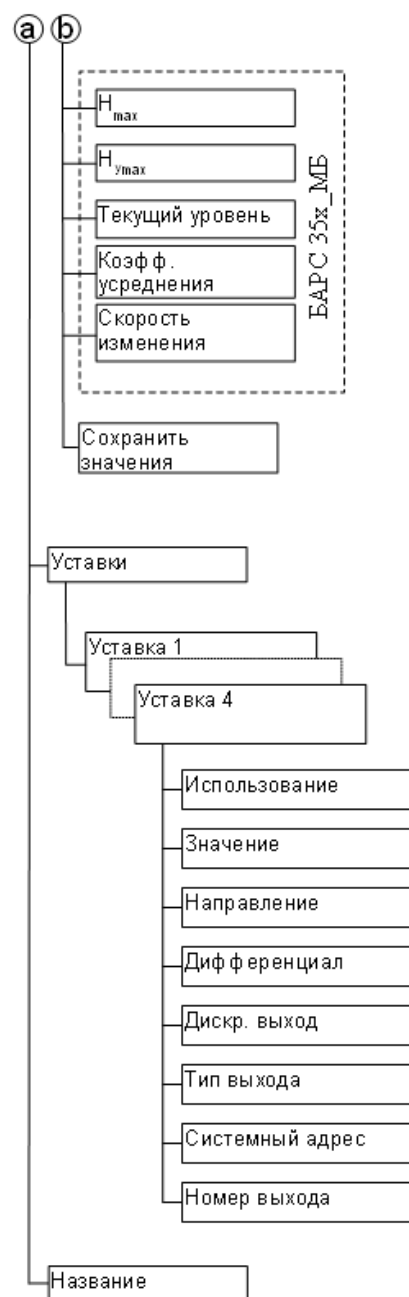 a b
Hmax
HУmax
Текущий уровень
Коэфф.
усреднения
Скорость
изменения
БАРС 35х_МБ
Сохранить
значения
Уставки
Уставка 1
Уставка 4
Использование
Значение
Направление
Дифференциал
Дискр. выход
Тип выхода
Системный адрес
Номер выхода
Название